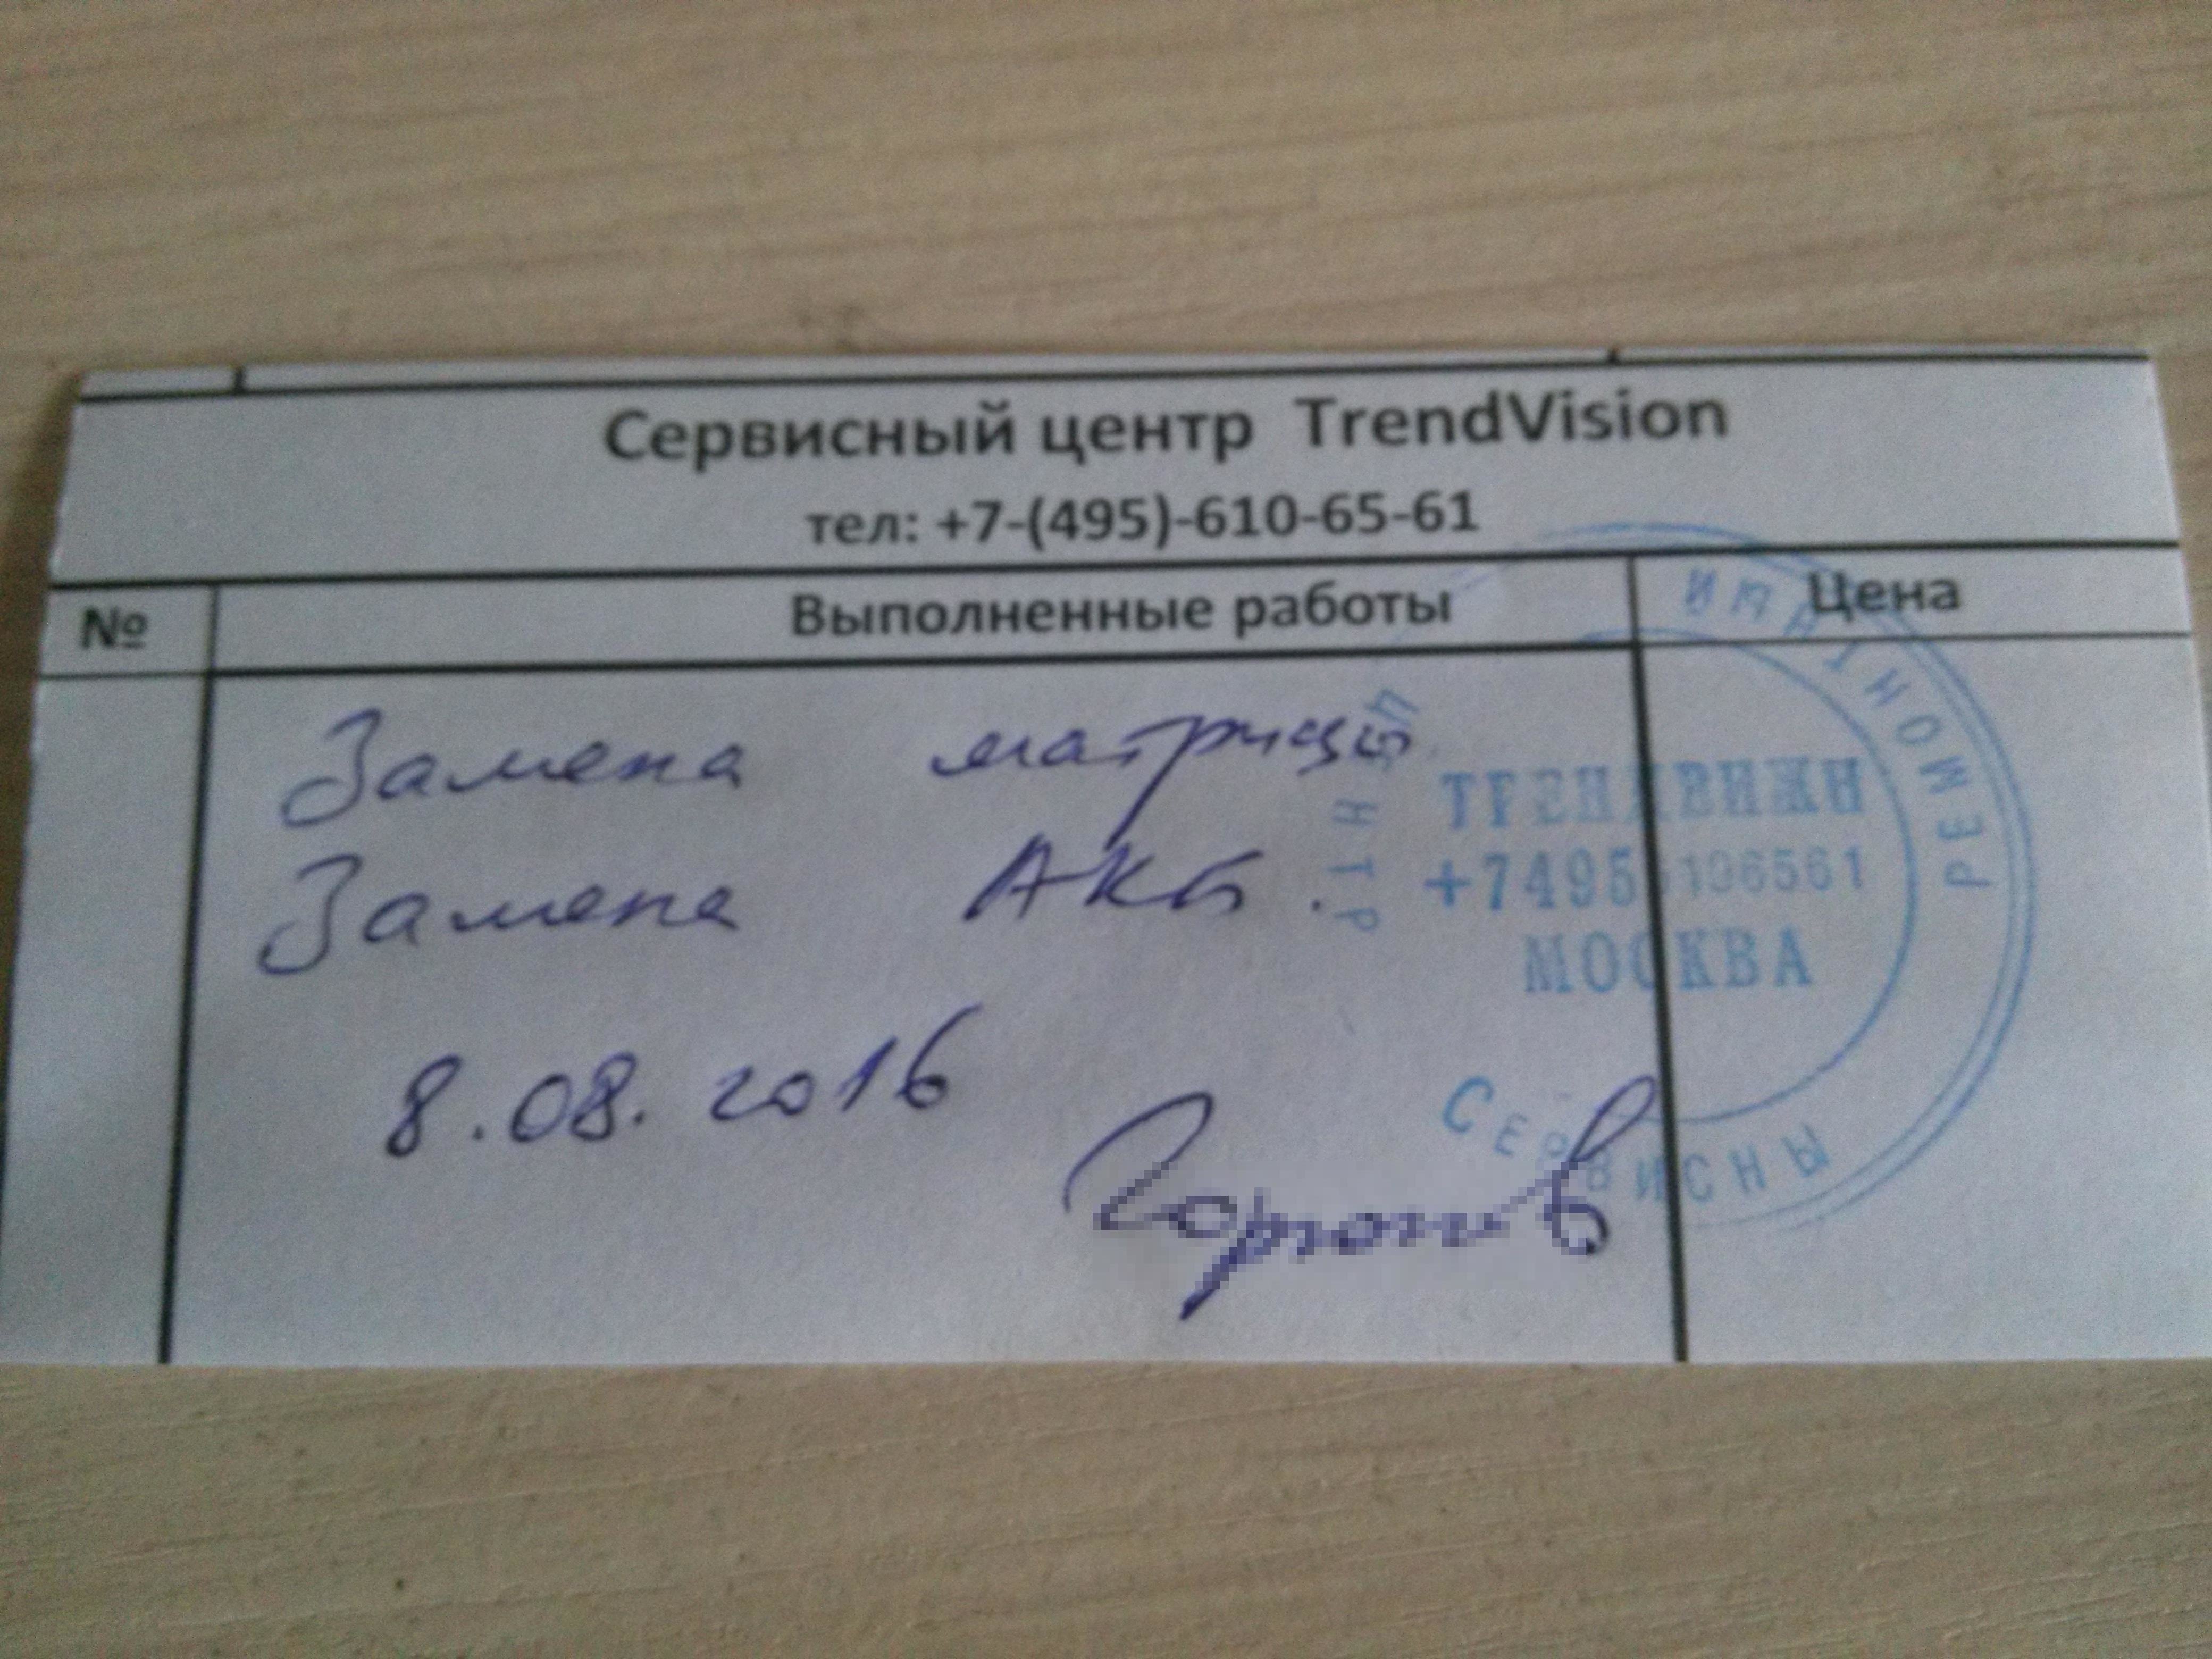 Сервисный центр TrendVision
тел: +7-(495)-610-65-61
№ Выполненные работы Цена
Замена матрицы
Замена АКБ.
8.08.2016
ТРЕНДВИЖН
МОСКВА